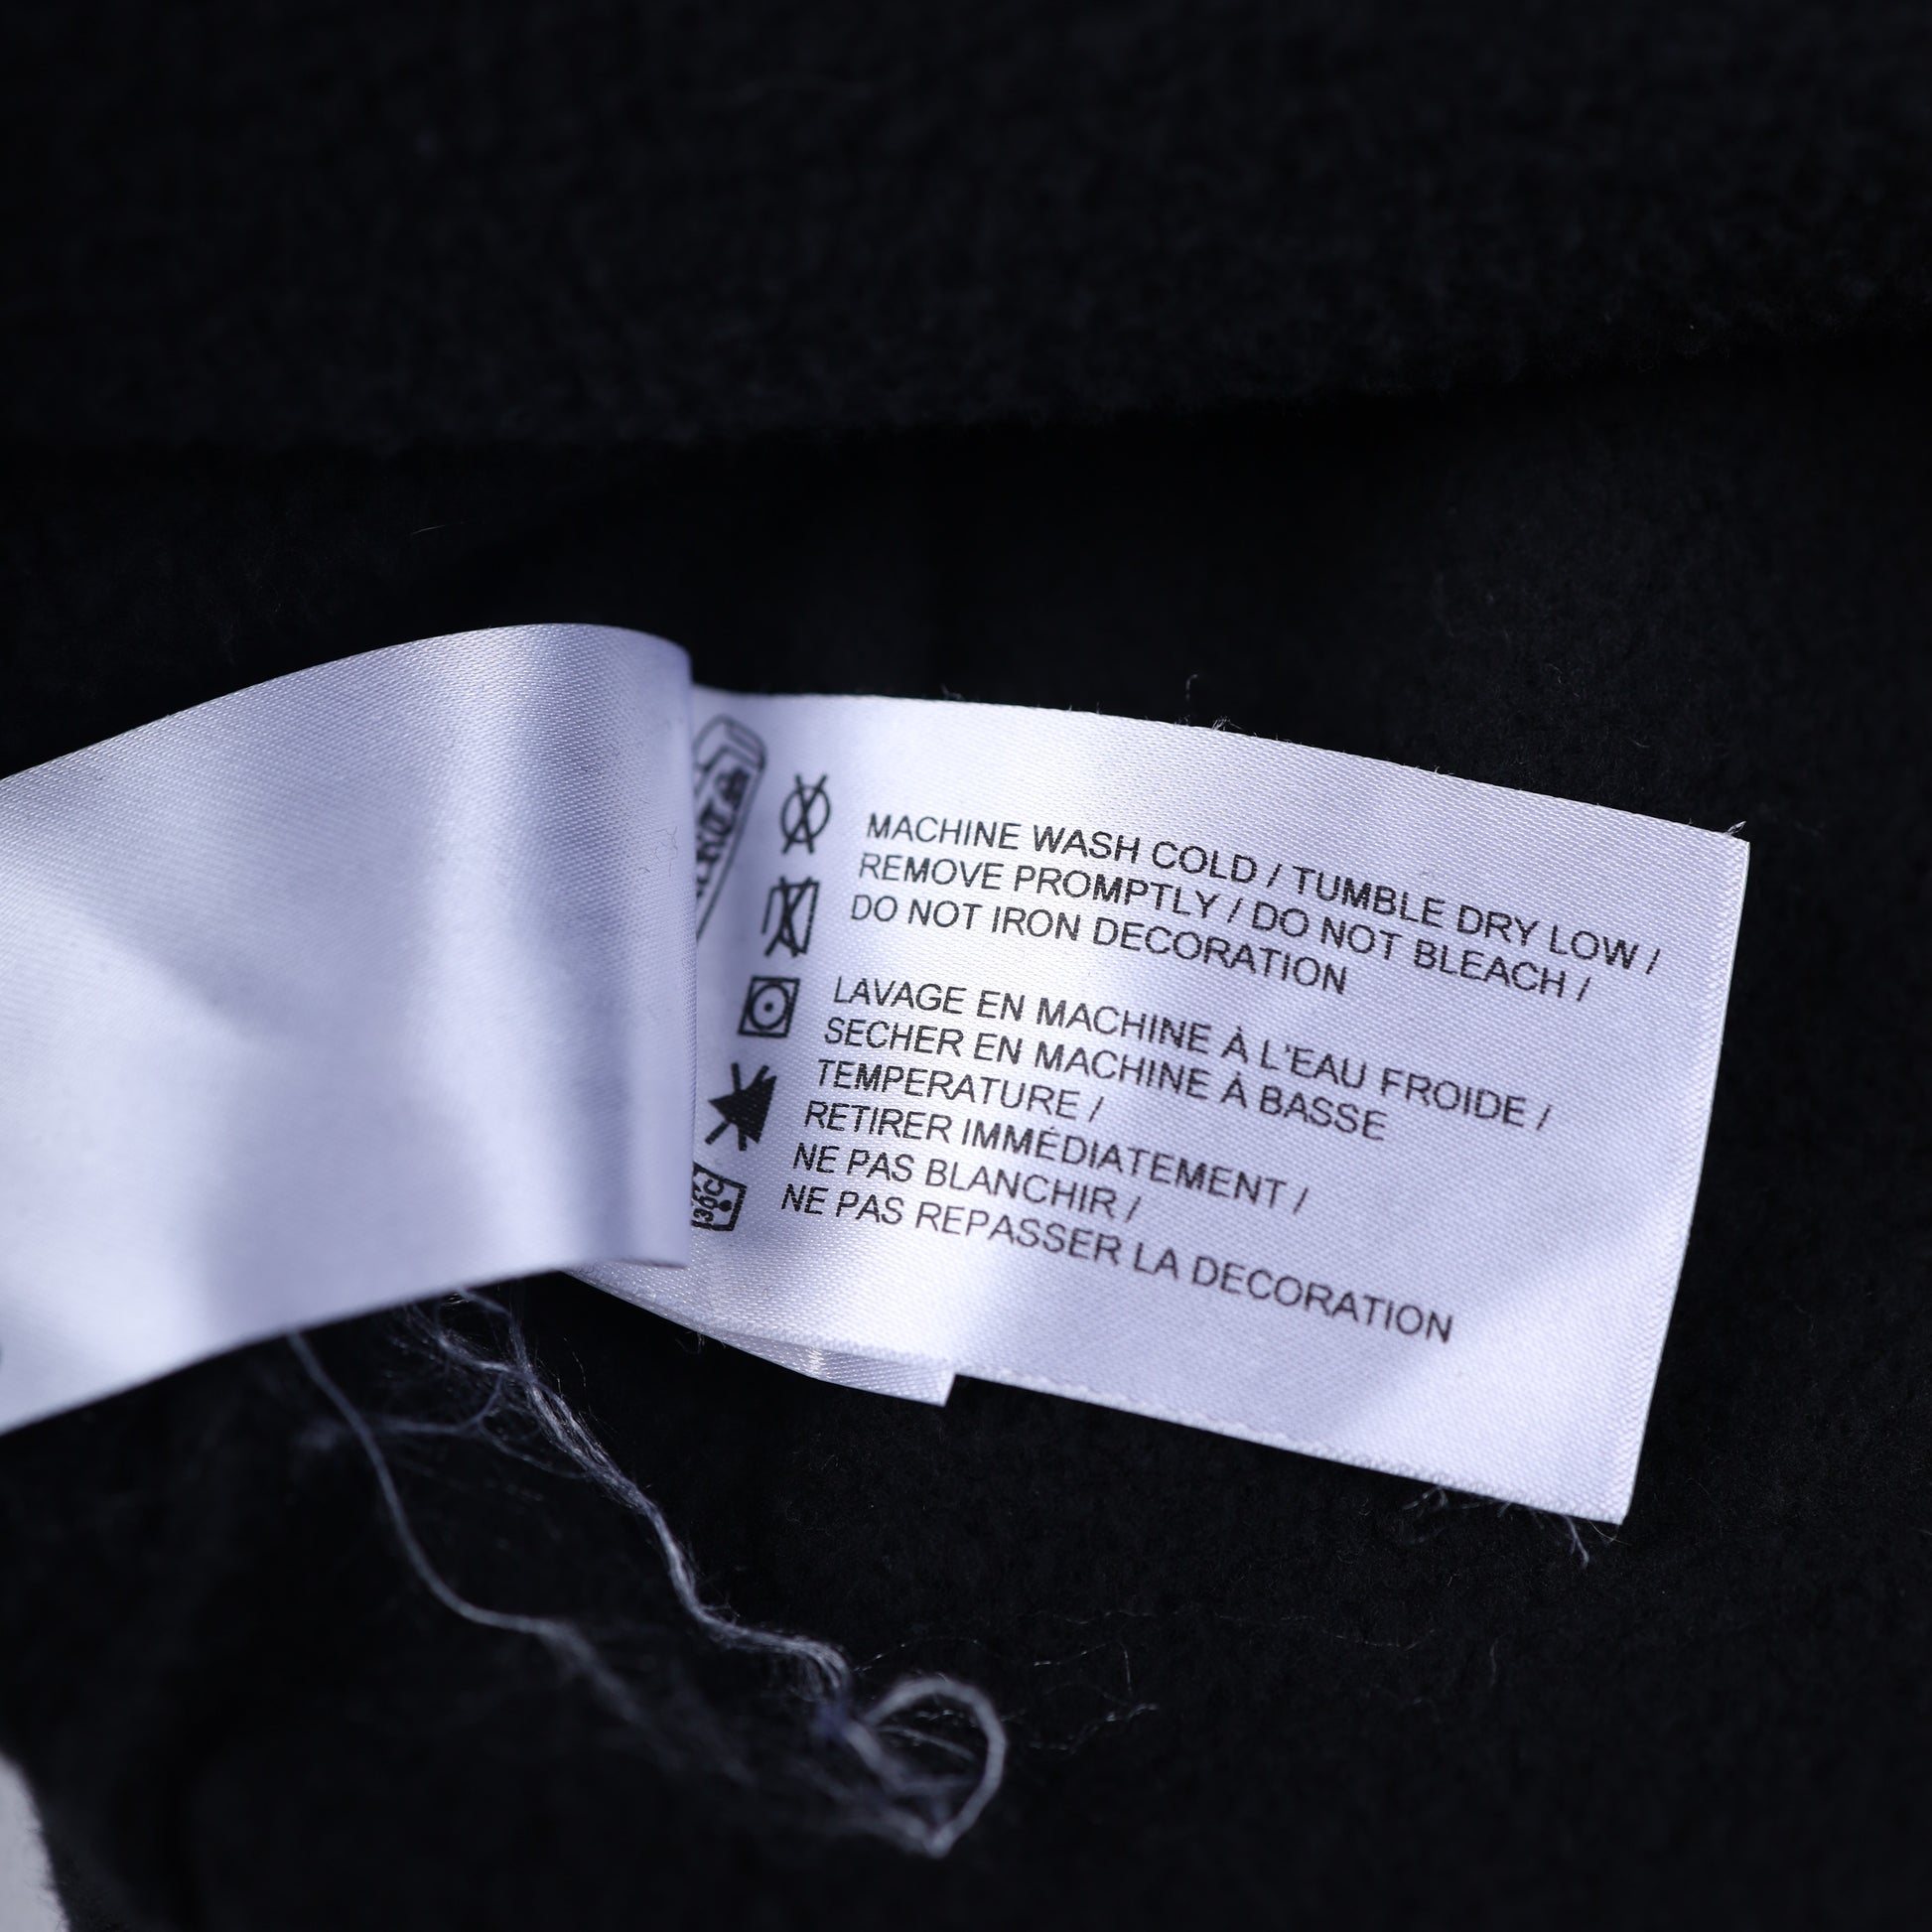 MACHINE WASH COLD / TUMBLE DRY LOW /
REMOVE PROMPTLY / DO NOT BLEACH /
DO NOT IRON DECORATION
LAVAGE EN MACHINE À L'EAU FROIDE /
SECHER EN MACHINE À BASSE
TEMPERATURE /
RETIRER IMMÉDIATEMENT /
NE PAS BLANCHIR /
NE PAS REPASSER LA DECORATION
30C